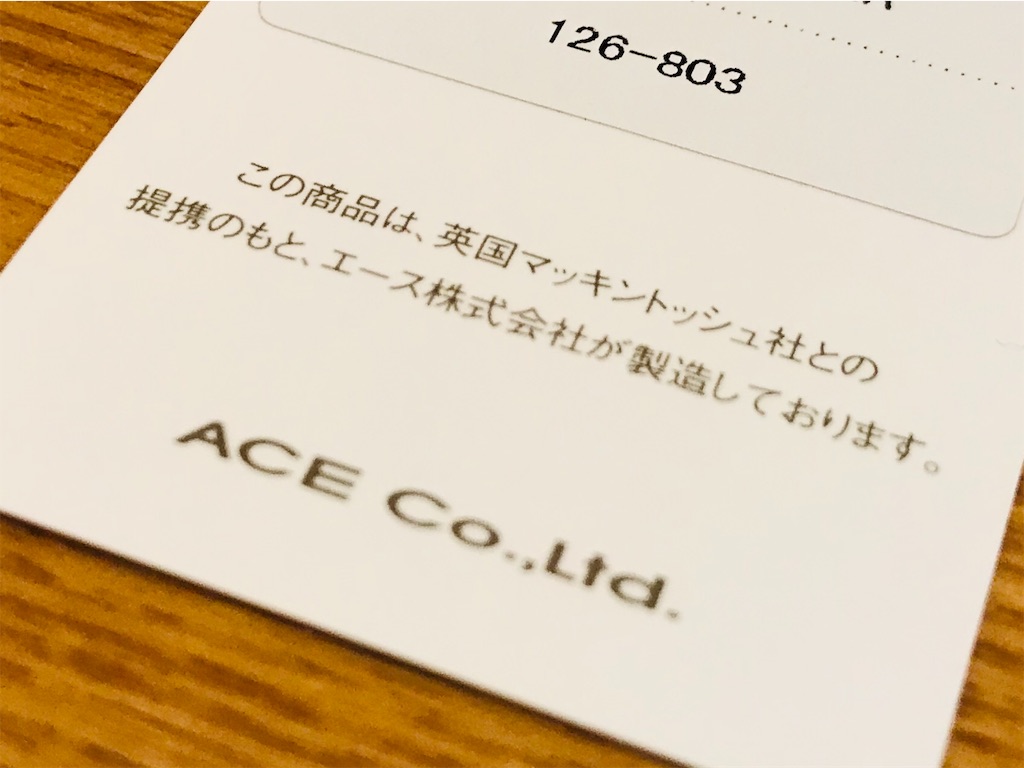 126-803
この商品は、英国マッキントッシュ社との
提携のもと、エース株式会社が製造しております。
ACE Co.,Ltd.